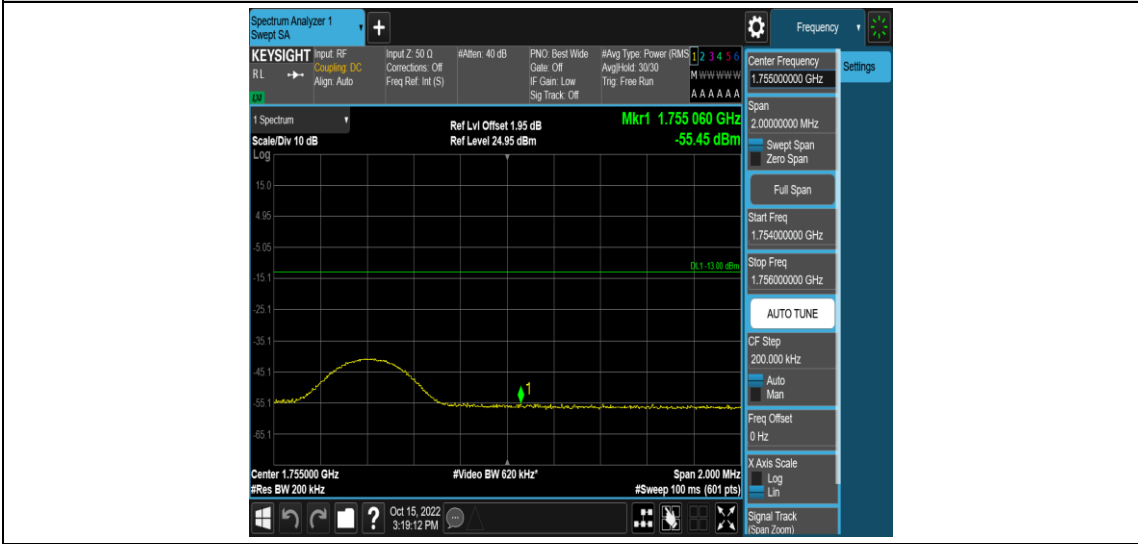 Spectrum Analyzer 1
Swept SA
+
Frequency
KEYSIGHT
RL
LM
Input: RF
Coupling: DC
Align: Auto
Input Z: 50 Ω
Corrections: Off
Freq Ref: Int (S)
#Atten: 40 dB
PNO: Best Wide
Gate: Off
IF Gain: Low
Sig Track: Off
#Avg Type: Power (RMS
Avg|Hold: 30/30
Trig: Free Run
1 2 3 4 5 6
M W W W W W
A A A A A A
1 Spectrum
Scale/Div 10 dB
Log
Ref Lvl Offset 1.95 dB
Ref Level 24.95 dBm
Mkr1 1.755 060 GHz
-55.45 dBm
15.0
4.95
-5.05
-15.1
-25.1
-35.1
-45.1
-55.1
-65.1
DL1 -13.00 dBm
1
Center 1.755000 GHz
#Res BW 200 kHz
#Video BW 620 kHz*
Span 2.000 MHz
#Sweep 100 ms (601 pts)
?
Oct 15, 2022
3:19:12 PM
Center Frequency
1.755000000 GHz
Span
2.00000000 MHz
Swept Span
Zero Span
Full Span
Start Freq
1.754000000 GHz
Stop Freq
1.756000000 GHz
AUTO TUNE
CF Step
200.000 kHz
Auto
Man
Freq Offset
0 Hz
X Axis Scale
Log
Lin
Signal Track
(Span Zoom)
Settings